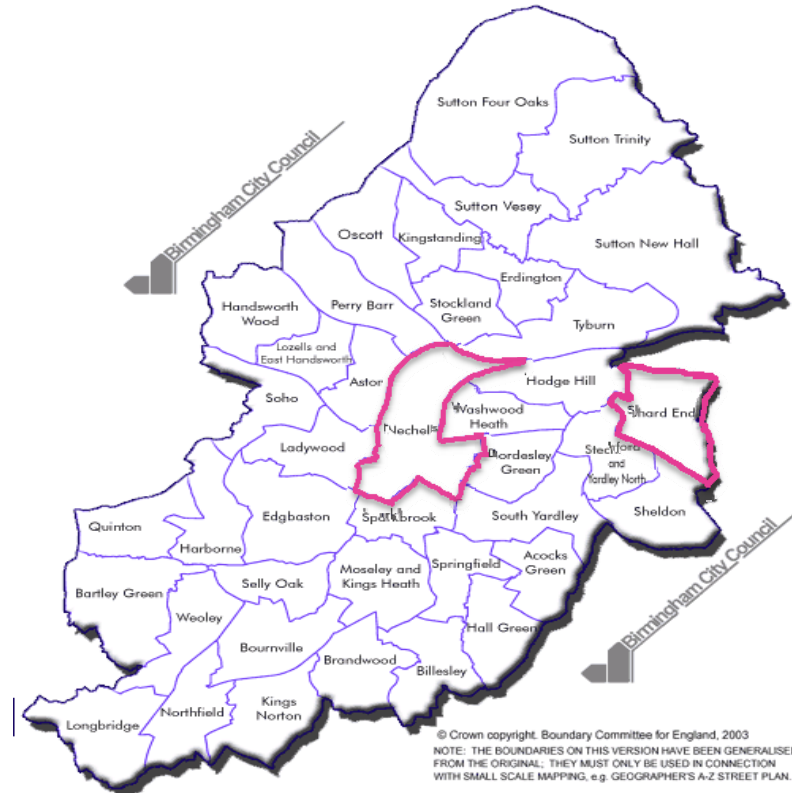 Sutton Four Oaks
Sutton Trinity
Birmingham City Council
Sutton Vesey
Oscott
Kingstanding
Sutton New Hall
Erdington
Handsworth
Wood
Perry Barr
Stockland
Green
Tyburn
Lozells and
East Handsworth
Aston
Hodge Hill
Soho
Washwood
Heath
Shard End
Nechells
Ladywood
Bordesley
Green
Stechford
and
Yardley North
Edgbaston
Sparkbrook
South Yardley
Sheldon
Quinton
Harborne
Acocks
Green
Moseley and
Kings Heath
Springfield
Selly Oak
Bartley Green
Weoley
Hall Green
Bournville
Brandwood
Billesley
Birmingham City Council
Longbridge
Northfield
Kings
Norton
© Crown copyright. Boundary Committee for England, 2003
NOTE: THE BOUNDARIES ON THIS VERSION HAVE BEEN GENERALISED
FROM THE ORIGINAL; THEY MUST ONLY BE USED IN CONNECTION
WITH SMALL SCALE MAPPING, e.g. GEOGRAPHER'S A-Z STREET PLAN.